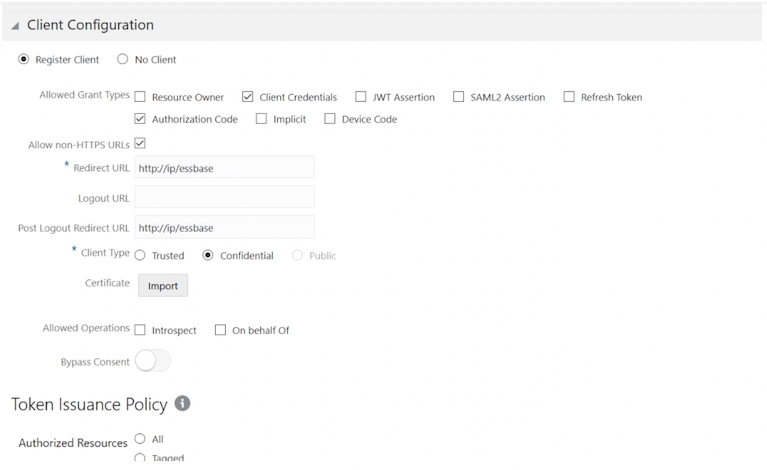 Client Configuration
Register Client No Client
Allowed Grant Types Resource Owner Client Credentials JWT Assertion SAML2 Assertion Refresh Token
Authorization Code Implicit Device Code
Allow non-HTTPS URLs
* Redirect URL http://ip/essbase
Logout URL
Post Logout Redirect URL http://ip/essbase
* Client Type Trusted Confidential Public
Certificate Import
Allowed Operations Introspect On behalf Of
Bypass Consent
Token Issuance Policy i
Authorized Resources All
Tagged